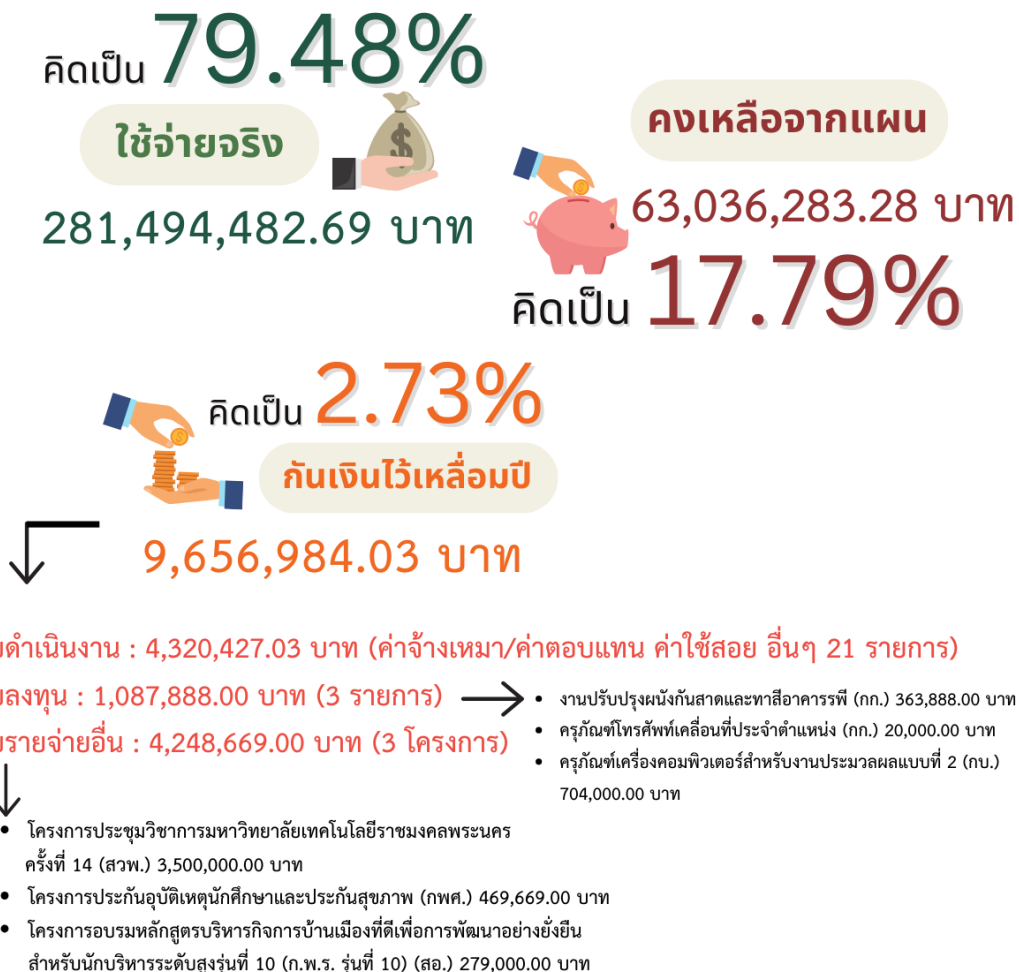 คิดเป็น 79.48%
ใช้จ่ายจริง
281,494,482.69 บาท
คงเหลือจากแผน
63,036,283.28 บาท
คิดเป็น 17.79%
คิดเป็น 2.73%
กันเงินไว้เหลื่อมปี
9,656,984.03 บาท
ดำเนินงาน : 4,320,427.03 บาท (ค่าจ้างเหมา/ค่าตอบแทน ค่าใช้สอย อื่นๆ 21 รายการ)
ลงทุน : 1,087,888.00 บาท (3 รายการ)
รายจ่ายอื่น : 4,248,669.00 บาท (3 โครงการ)
• งานปรับปรุงผนังกันสาดและทาสีอาคารรพี (กก.) 363,888.00 บาท
• ครุภัณฑ์โทรศัพท์เคลื่อนที่ประจำตำแหน่ง (กก.) 20,000.00 บาท
• ครุภัณฑ์เครื่องคอมพิวเตอร์สำหรับงานประมวลผลแบบที่ 2 (กบ.)
704,000.00 บาท
• โครงการประชุมวิชาการมหาวิทยาลัยเทคโนโลยีราชมงคลพระนคร
ครั้งที่ 14 (สวพ.) 3,500,000.00 บาท
• โครงการประกันอุบัติเหตุนักศึกษาและประกันสุขภาพ (กพศ.) 469,669.00 บาท
• โครงการอบรมหลักสูตรบริหารกิจการบ้านเมืองที่ดีเพื่อการพัฒนาอย่างยั่งยืน
สำหรับนักบริหารระดับสูงรุ่นที่ 10 (ก.พ.ร. รุ่นที่ 10) (สอ.) 279,000.00 บาท